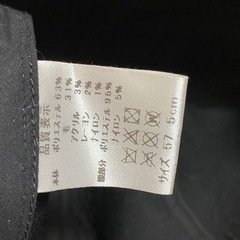 品質表示
本体
ポリエステル 63%
毛 31%
アクリル 3%
レーヨン 2%
ナイロン 1%
ポリエステル 95%
ナイロン 5%
サイズ 57.5cm